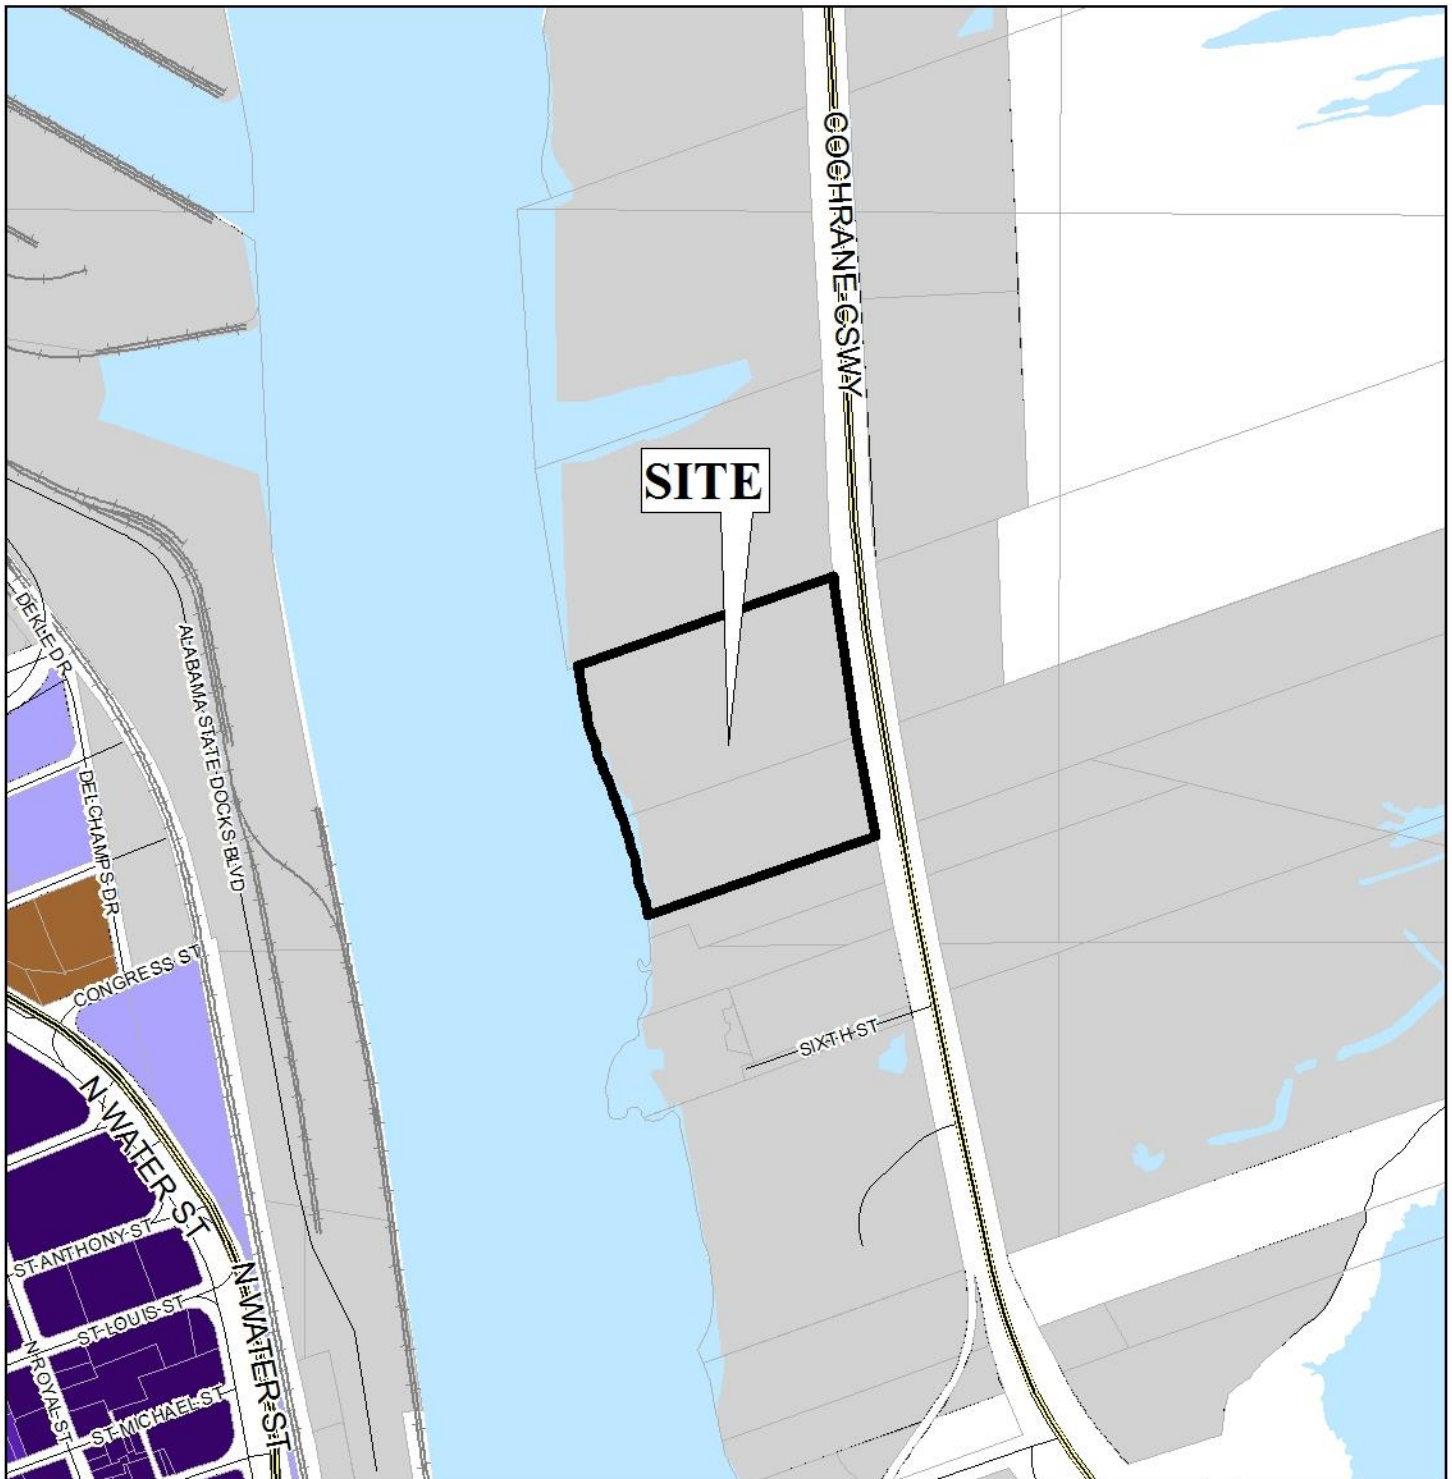 COCHRANE CSWY
SITE
DEKLE DR
ALABAMA STATE DOCKS BLVD
DELCHAMPS DR
CONGRESS ST
SIXTH ST
N WATER ST
ST ANTHONY ST
N WATER ST
ST LOUIS ST
N ROYAL ST
ST MICHAEL ST